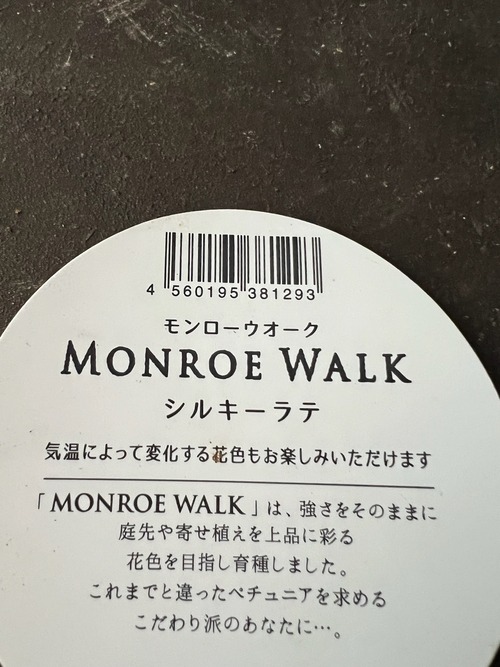 4 560195 381293
モンローウオーク
MONROE WALK
シルキーラテ
気温によって変化する花色もお楽しみいただけます
「MONROE WALK」は、強さをそのままに
庭先や寄せ植えを上品に彩る
花色を目指し育種しました。
これまでと違ったペチュニアを求める
こだわり派のあなたに…。